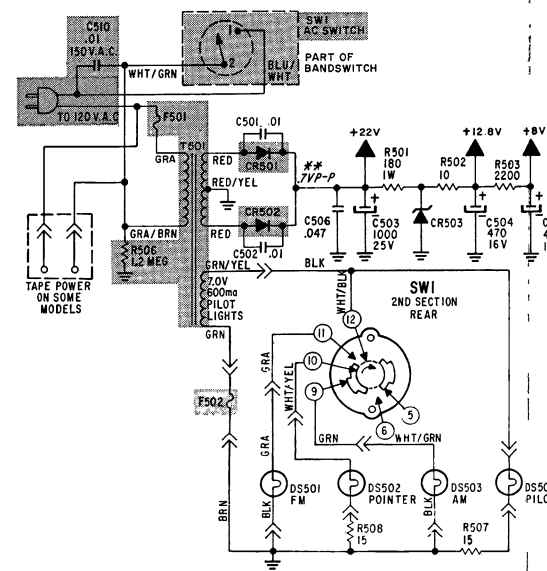 C510
.01
150 V.A.C.
SW1
AC SWITCH
1
2
WHT/GRN
BLU/
WHT
PART OF
BANDSWITCH
TO 120 V.A.C
F501
C501 .01
T501
GRA
RED
CR501
RED/YEL
**
.7VP-P
+22V
R501
180
1W
+12.8V
R502
10
R503
2200
+8V
CR502
RED
C502 .01
C506
.047
+
C503
1000
25V
CR503
+
C504
470
16V
+
GRA/BRN
R506
1.2 MEG
TAPE POWER
ON SOME
MODELS
GRN/YEL
BLK
7.0V
600ma
PILOT
LIGHTS
GRN
WHT/BLK
SW1
2ND SECTION
REAR
11
12
10
9
5
6
GRA
WHT/YEL
F502
GRN
WHT/GRN
GRA
BRN
BLK
DS501
FM
DS502
POINTER
BLK
DS503
AM
R508
15
R507
15